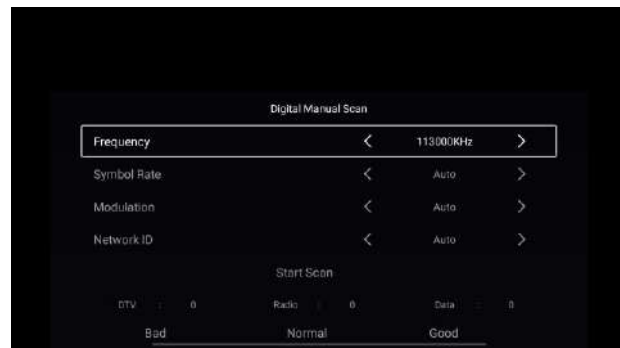 Digital Manual Scan
Frequency < 113000KHz >
Symbol Rate < Auto >
Modulation < Auto >
Network ID < Auto >
Start Scan
DTV : 0 Radio : 0 Data : 0
Bad Normal Good